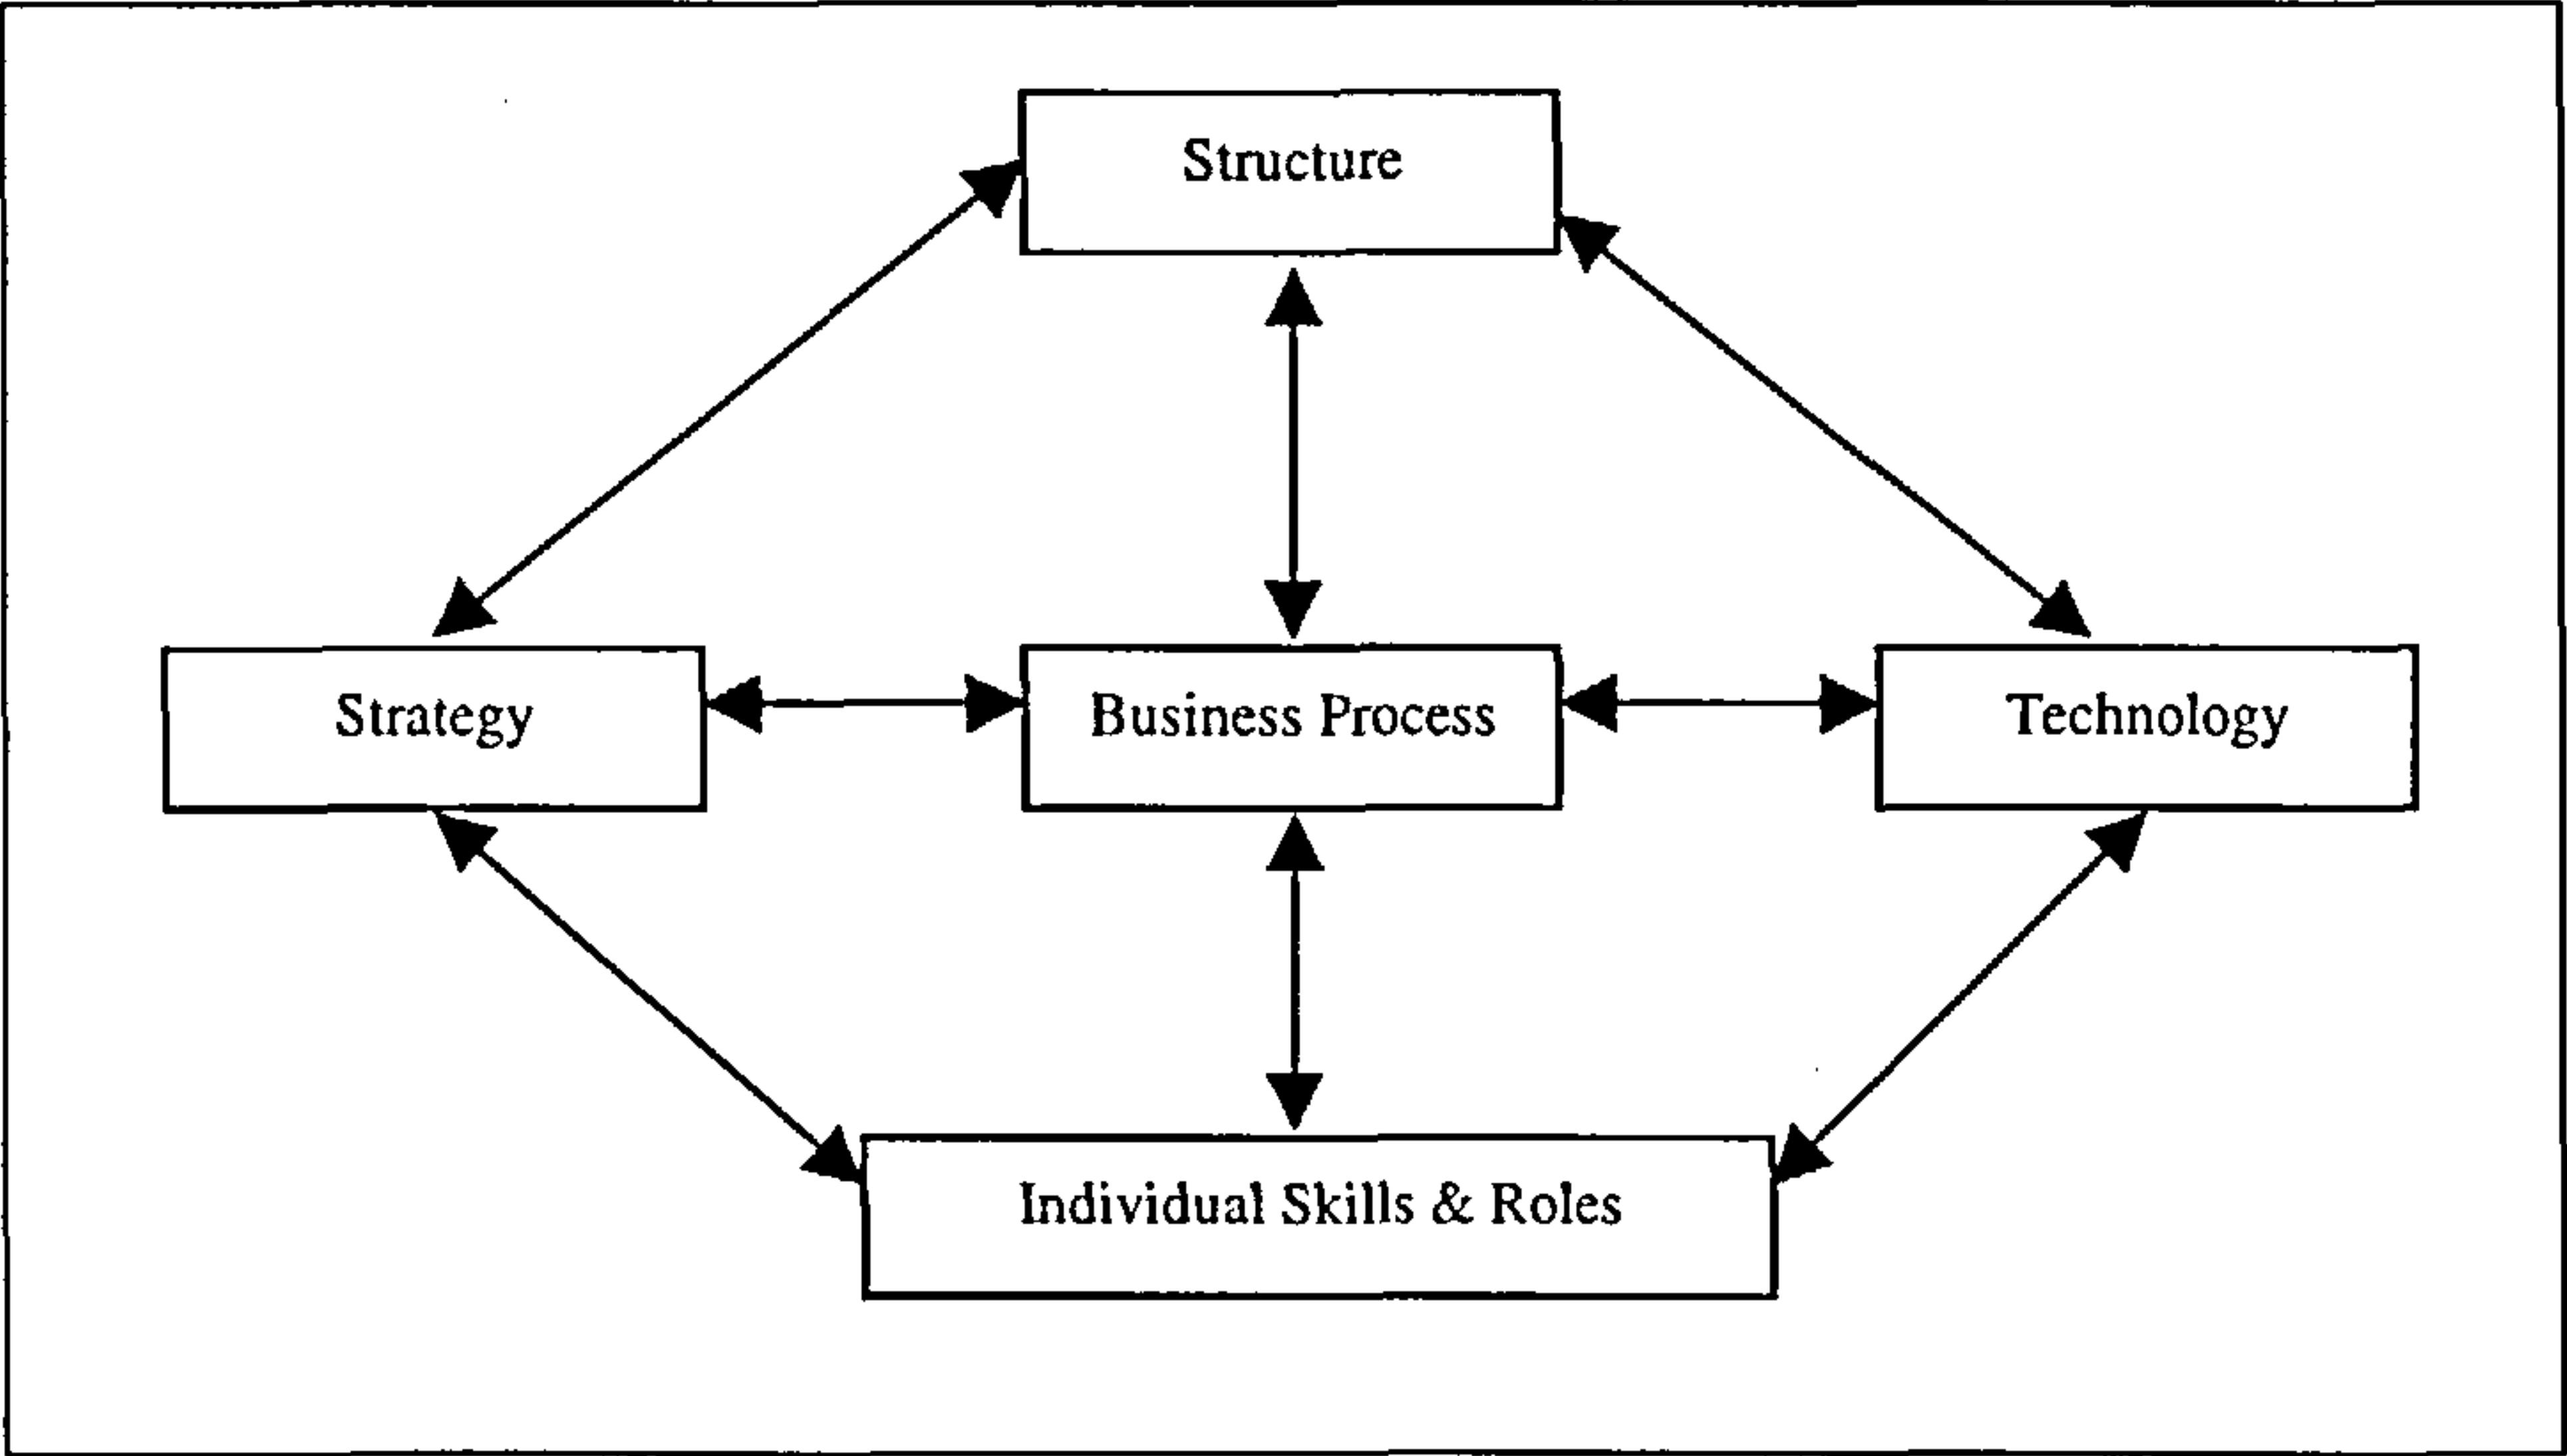 Structure
Strategy
Business Process
Technology
Individual Skills & Roles